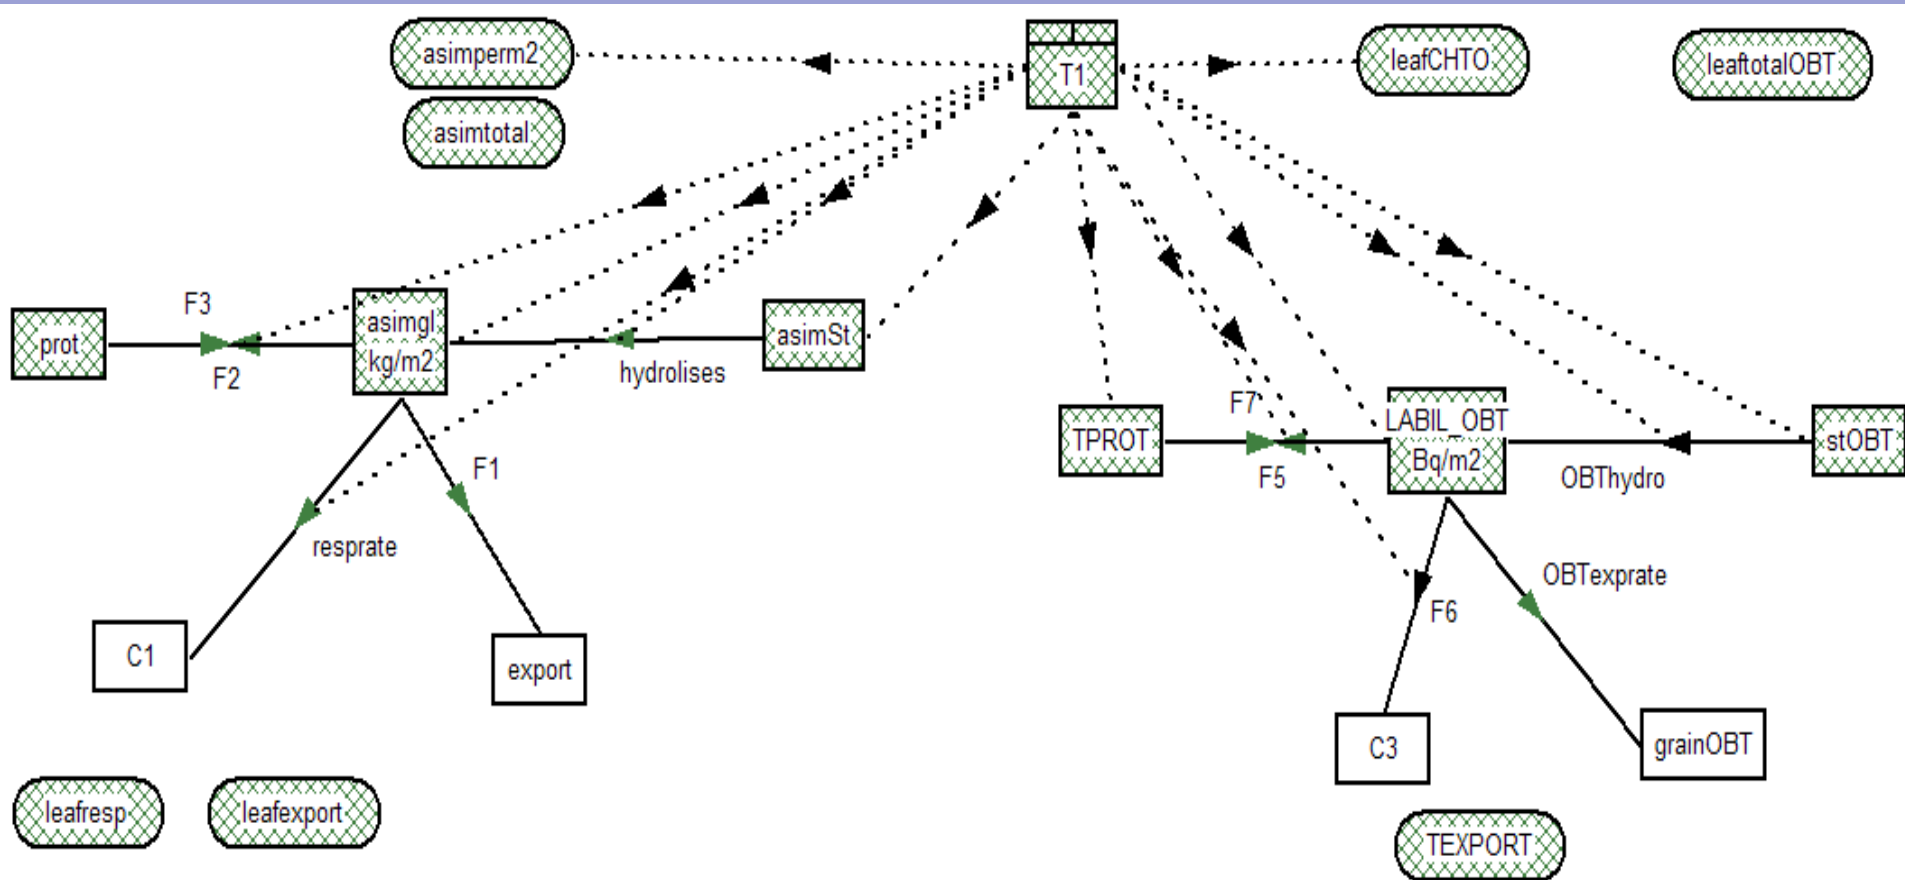 asimperm2
T1
leafCHTO
leaftotalOBT
asimtotal
F3
prot
asimgl
kg/m2
asimSt
F2
hydrolises
F7
TPROT
LABIL_OBT
Bq/m2
stOBT
F1
F5
OBThydro
resprate
OBTexprate
F6
C1
export
C3
grainOBT
leafresp
leafexport
TEXPORT